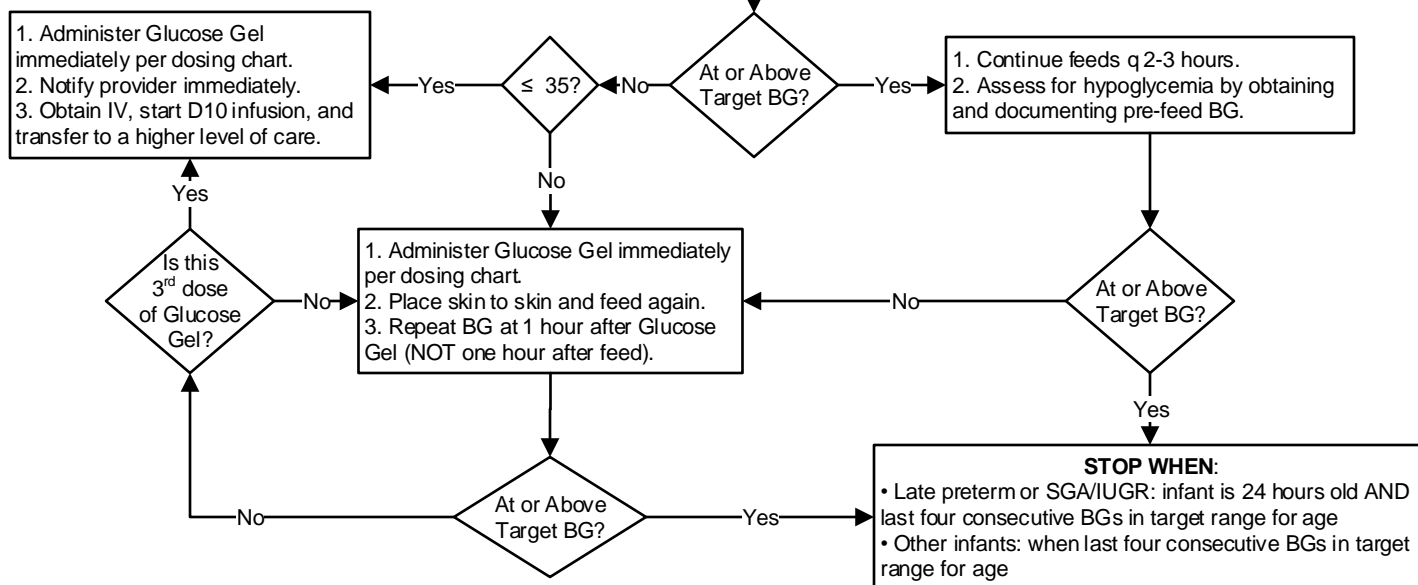 1. Administer Glucose Gel
immediately per dosing chart.
2. Notify provider immediately.
3. Obtain IV, start D10 infusion, and
transfer to a higher level of care.
Yes
≤ 35?
No
At or Above
Target BG?
Yes
1. Continue feeds q 2-3 hours.
2. Assess for hypoglycemia by obtaining
and documenting pre-feed BG.
Yes
No
Is this
3rd dose
of Glucose
Gel?
No
1. Administer Glucose Gel immediately
per dosing chart.
2. Place skin to skin and feed again.
3. Repeat BG at 1 hour after Glucose
Gel (NOT one hour after feed).
No
At or Above
Target BG?
Yes
No
At or Above
Target BG?
Yes
STOP WHEN:
• Late preterm or SGA/IUGR: infant is 24 hours old AND
last four consecutive BGs in target range for age
• Other infants: when last four consecutive BGs in target
range for age